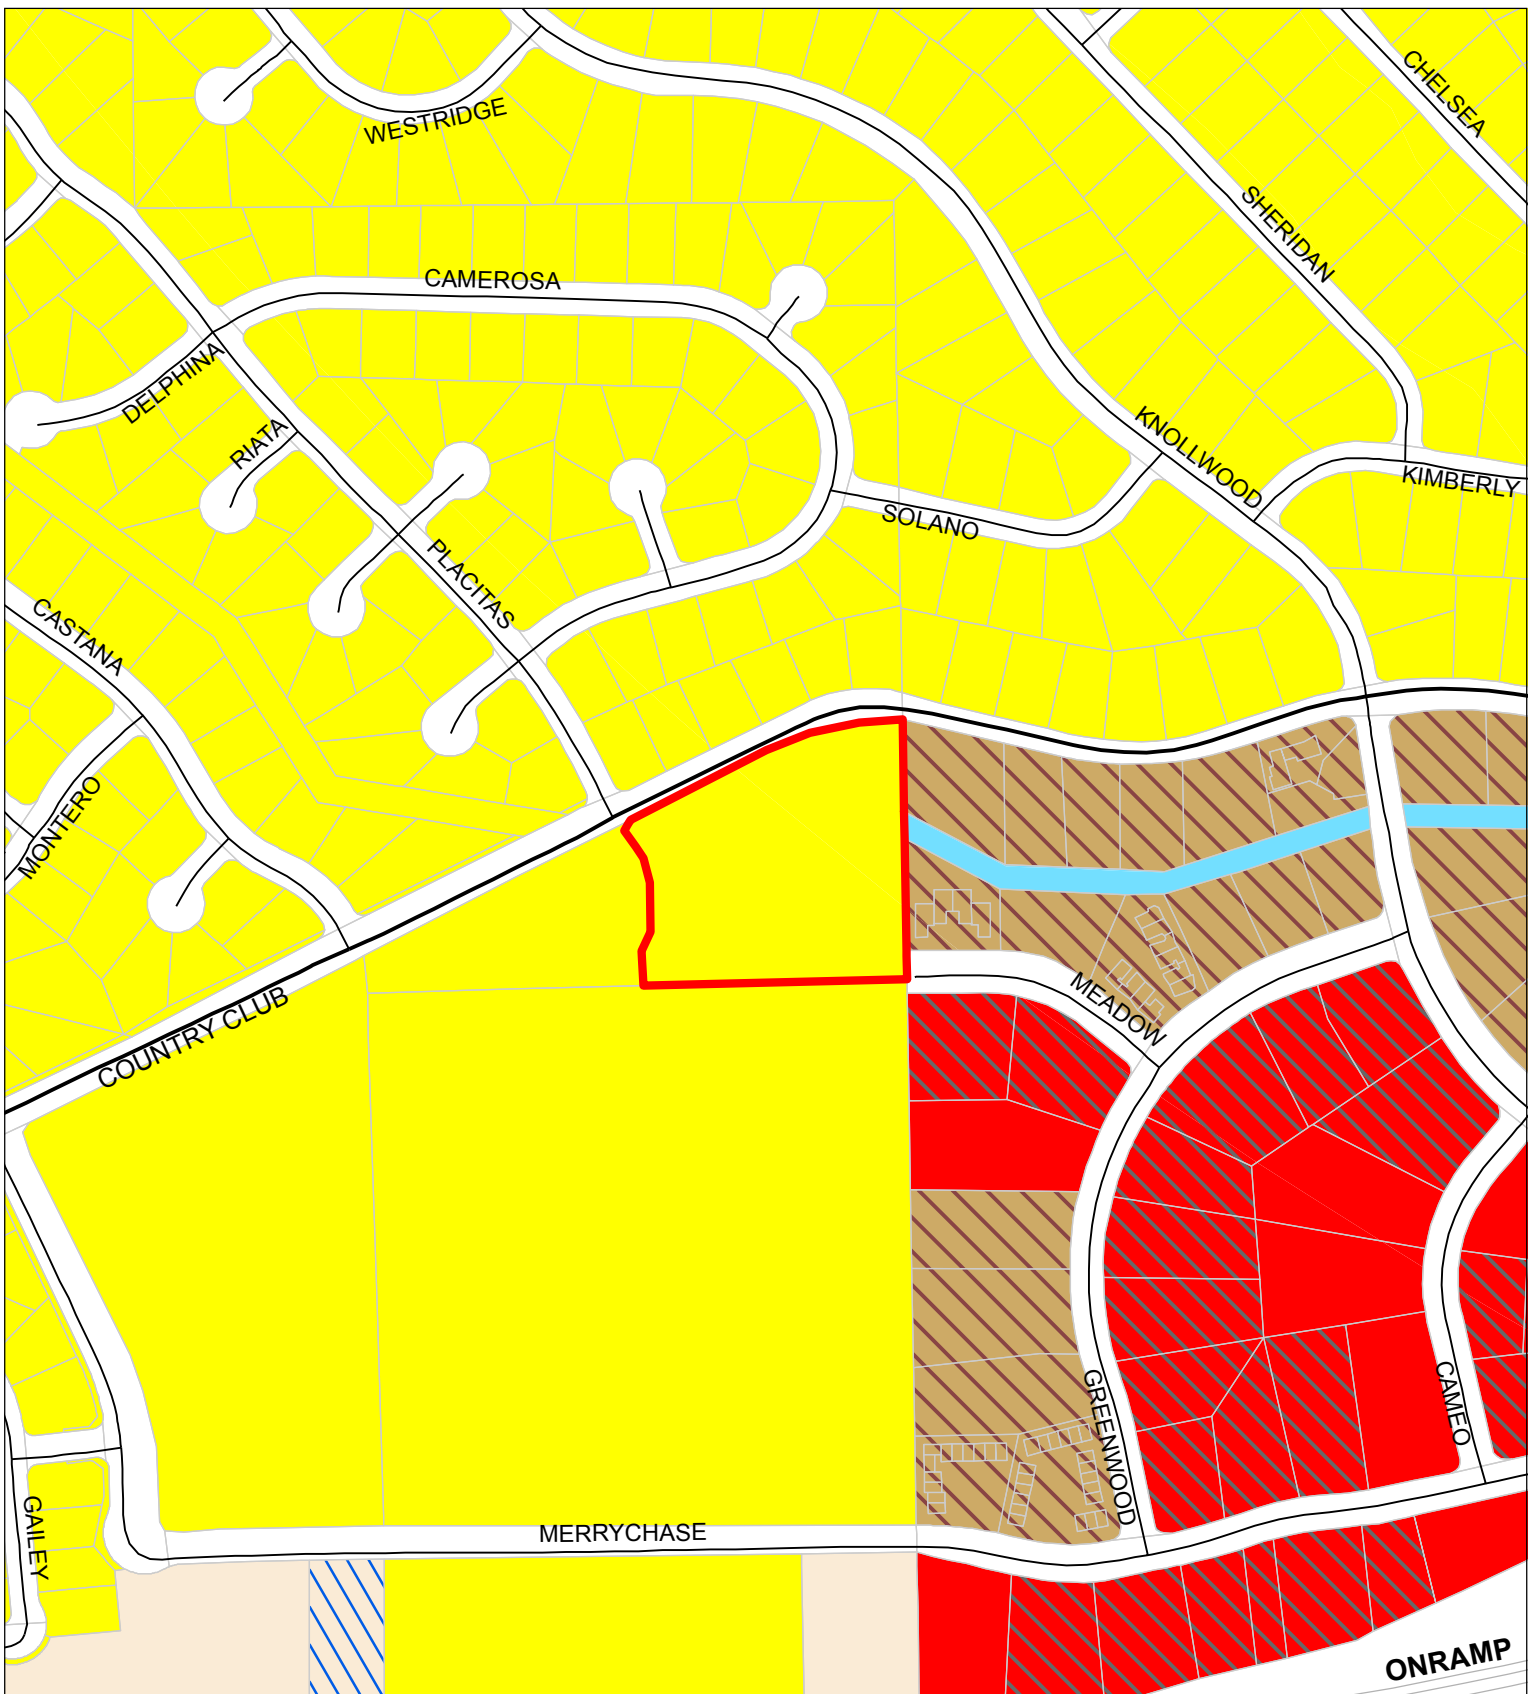 CHELSEA
WESTRIDGE
SHERIDAN
CAMEROSA
DELPHINA
RIATA
KNOLLWOOD
KIMBERLY
SOLANO
PLACITAS
CASTANA
MONTERO
COUNTRY CLUB
MEADOW
GREENWOOD
CAMEO
GAILEY
MERRYCHASE
ONRAMP